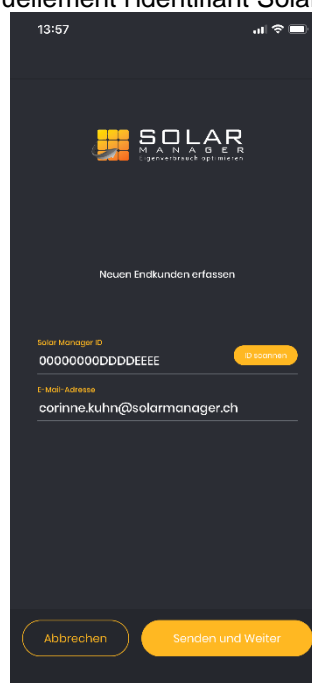 uellement l'identifiant Sola
13:57
SOLAR
MANAGER
Eigenverbrauch optimieren
Neuen Endkunden erfassen
Solar Manager ID
00000000DDDDEEEE
ID scannen
E-Mail-Adresse
corinne.kuhn@solarmanager.ch
Abbrechen
Senden und Weiter